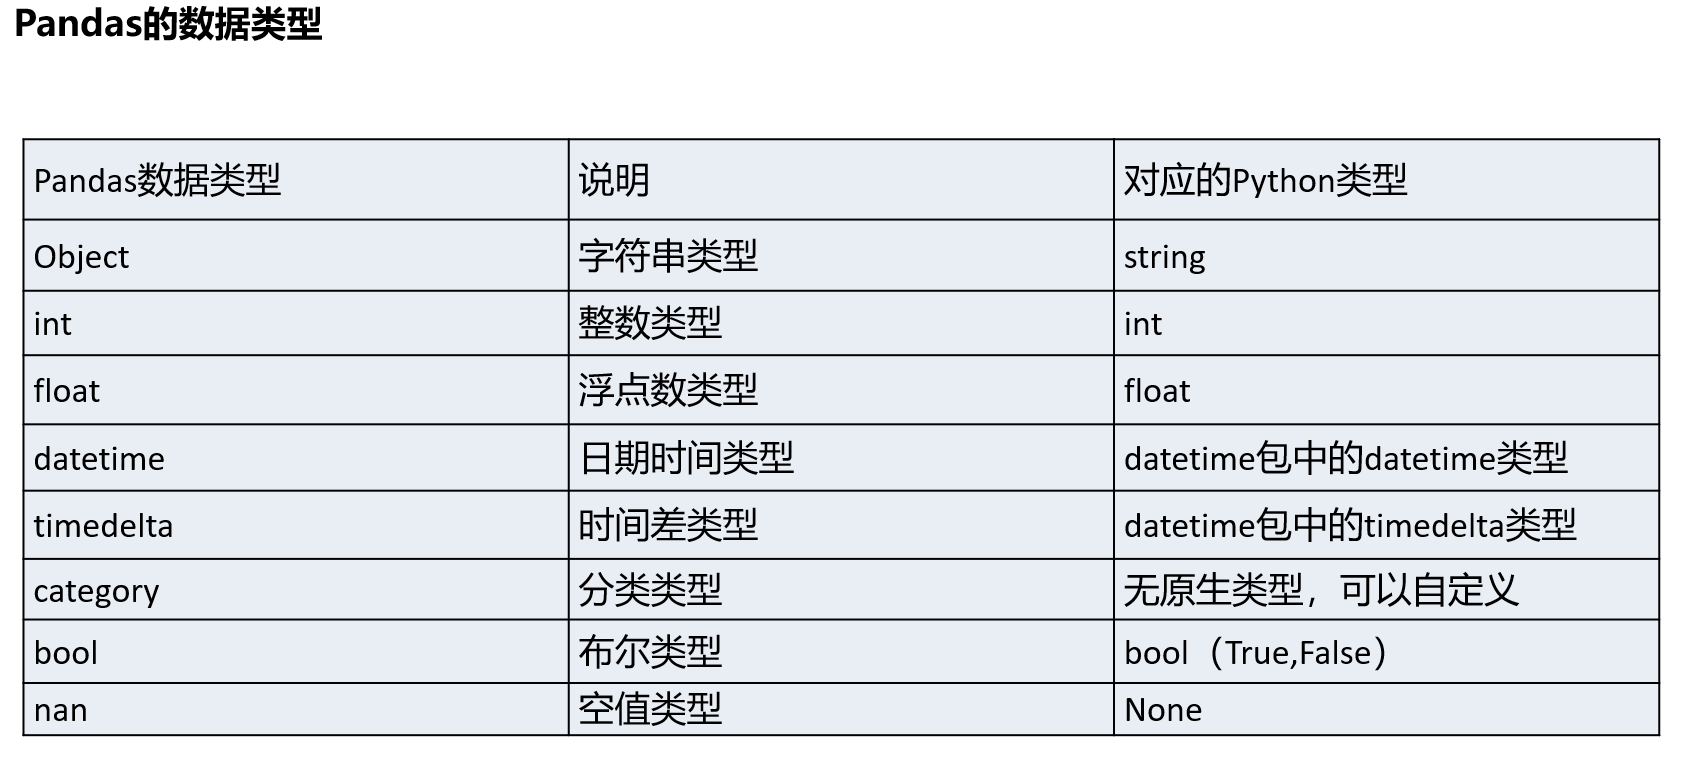 Pandas的数据类型
Pandas数据类型 说明 对应的Python类型
Object 字符串类型 string
int 整数类型 int
float 浮点数类型 float
datetime 日期时间类型 datetime包中的datetime类型
timedelta 时间差类型 datetime包中的timedelta类型
category 分类类型 无原生类型，可以自定义
bool 布尔类型 bool（True,False）
nan 空值类型 None